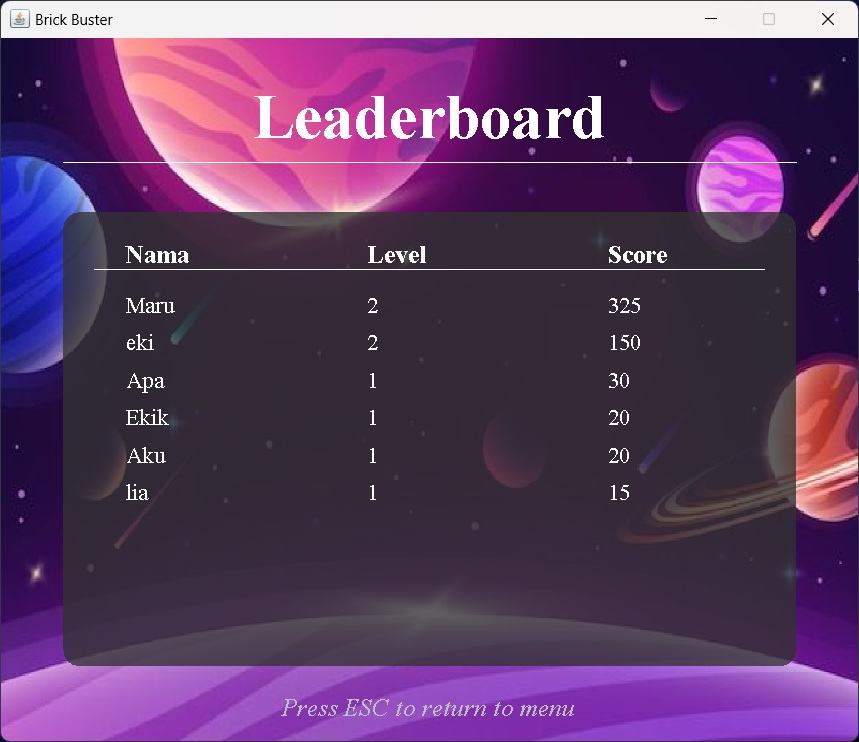 Brick Buster
Leaderboard
Nama Level Score
Maru 2 325
eki 2 150
Apa 1 30
Ekik 1 20
Aku 1 20
lia 1 15
Press ESC to return to menu